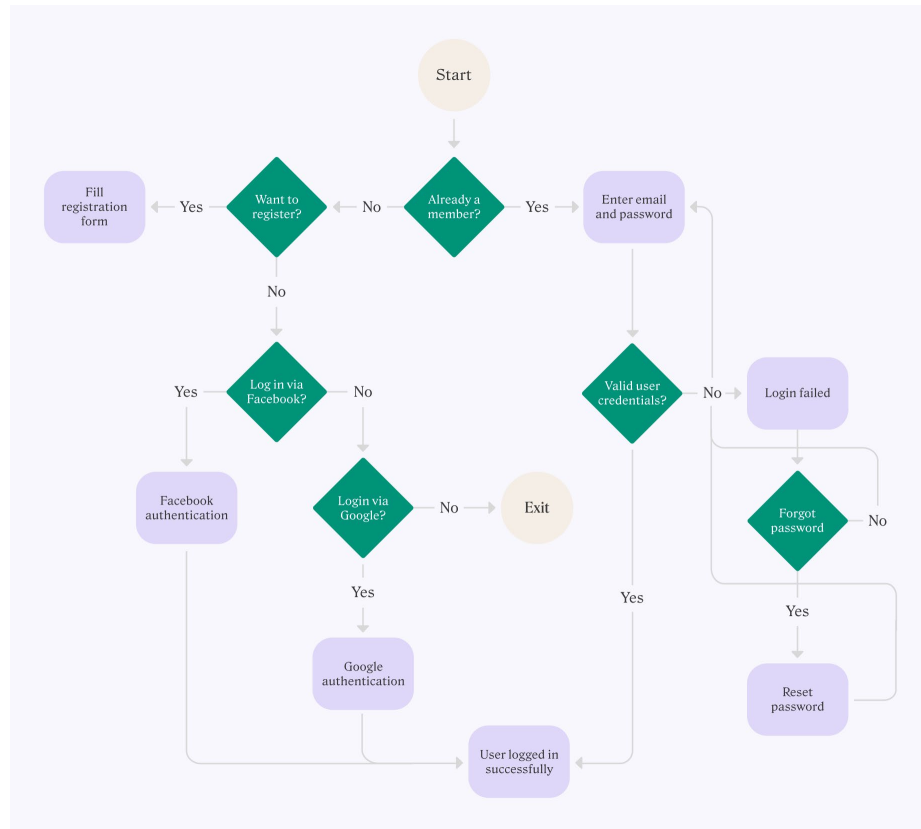 Start
Fill
registration
form
Yes
Want to
register?
No
Already a
member?
Yes
Enter email
and password
No
Yes
Log in via
Facebook?
No
Valid user
credentials?
No
Login failed
Facebook
authentication
Login via
Google?
No
Exit
Forgot
password
No
Yes
Yes
Yes
Google
authentication
Reset
password
User logged in
successfully